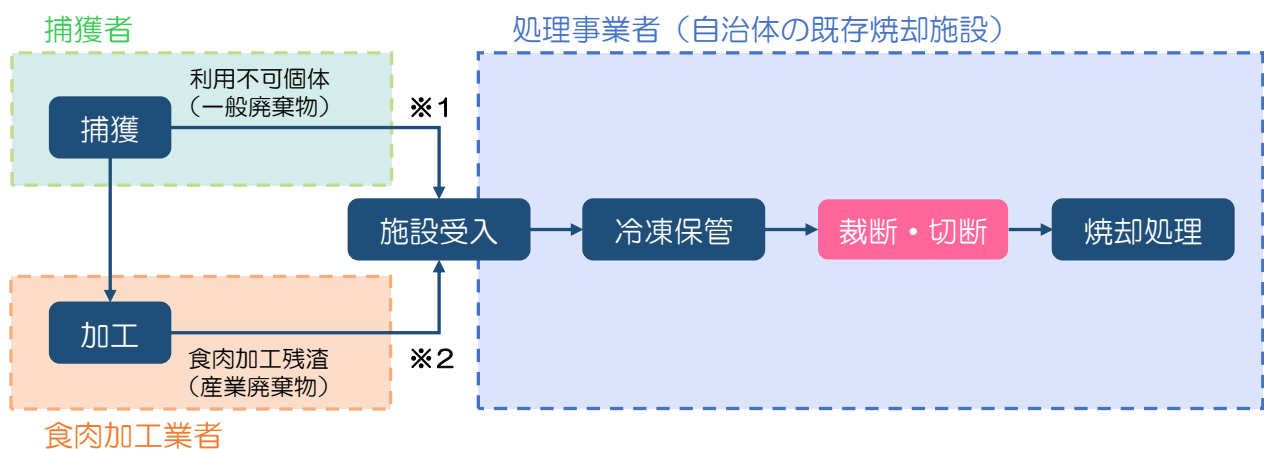 捕獲者
処理事業者（自治体の既存焼却施設）
利用不可個体
（一般廃棄物）
※1
捕獲
施設受入
冷凍保管
裁断・切断
焼却処理
加工
※2
食肉加工残渣
（産業廃棄物）
食肉加工業者